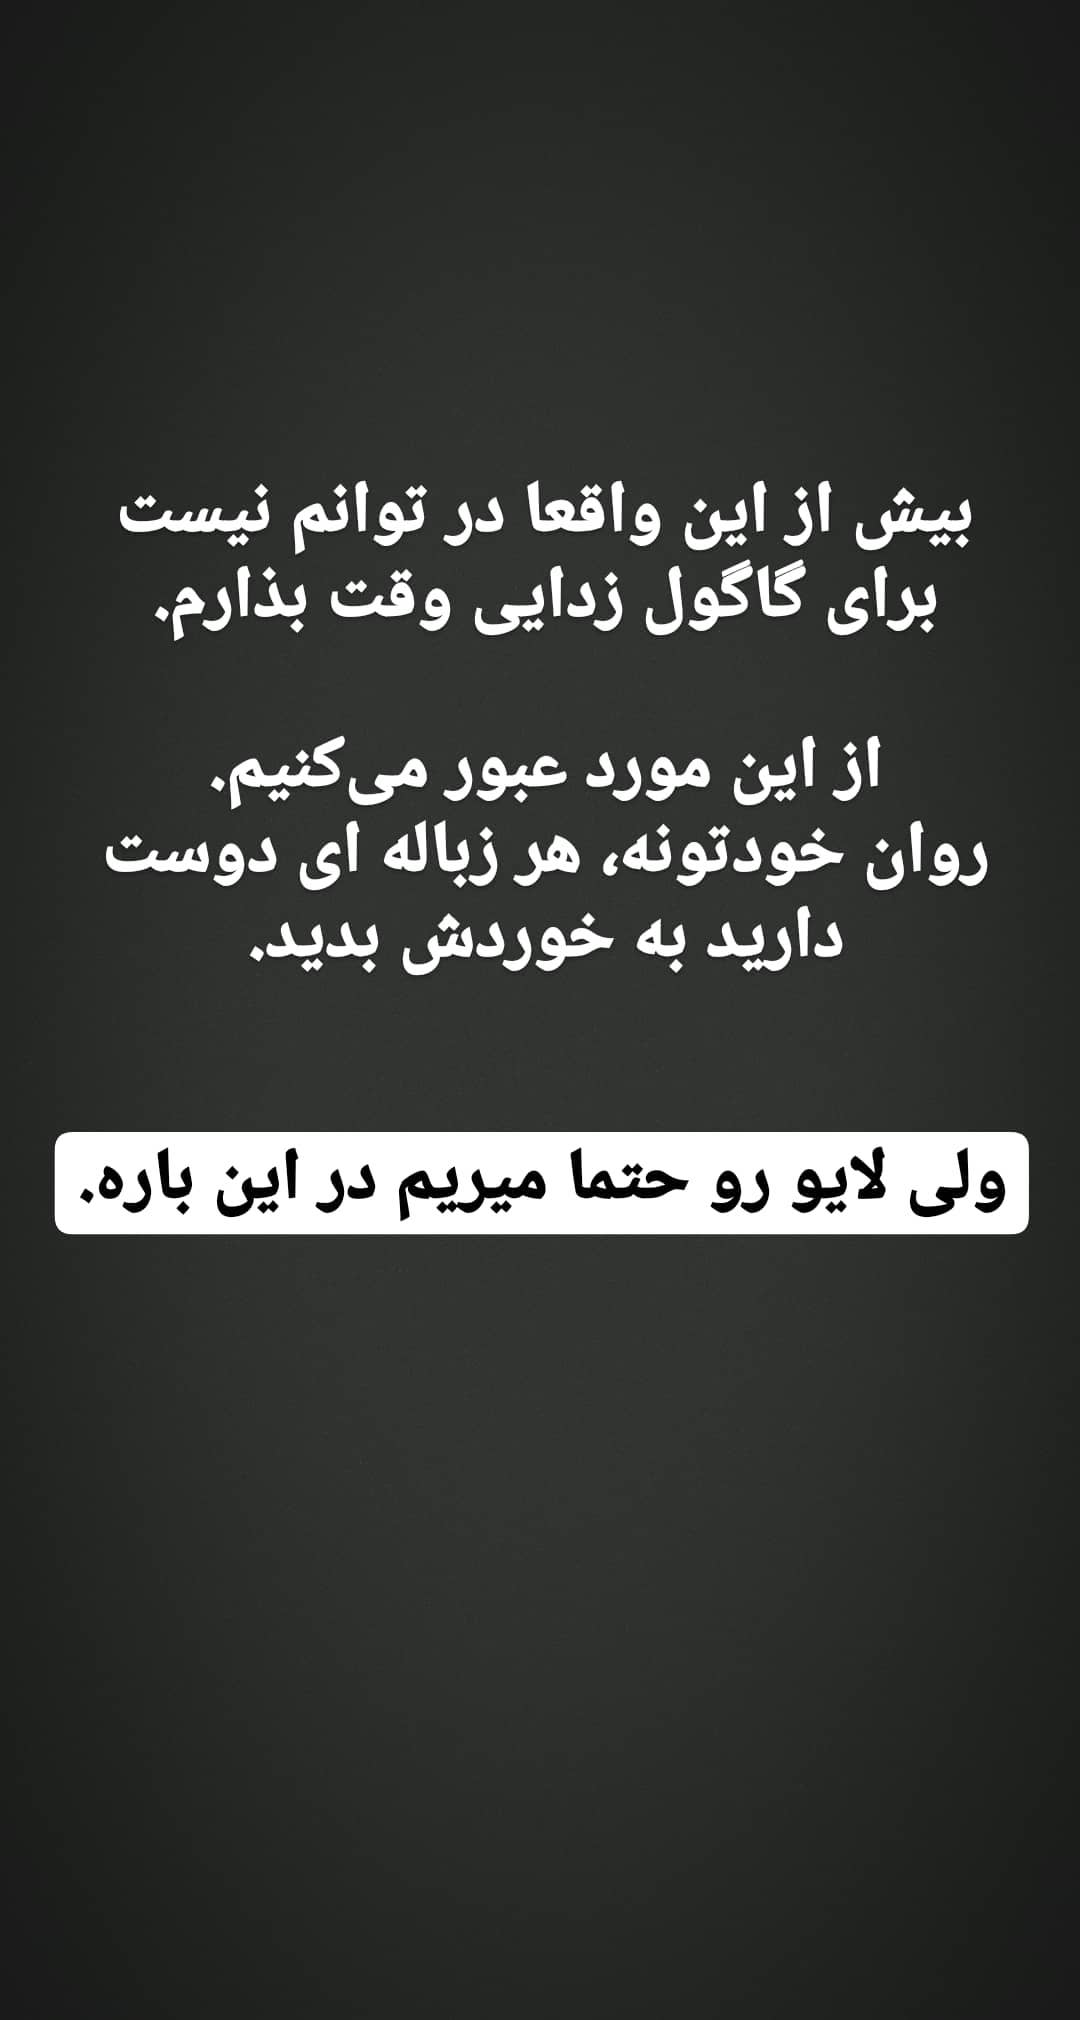 بیش از این واقعا در توانم نیست
برای گاگول زدایی وقت بذارم.
از این مورد عبور می‌کنیم.
روان خودتونه، هر زباله ای دوست
دارید به خوردش بدید.
ولی لایو رو حتما میریم در این باره.